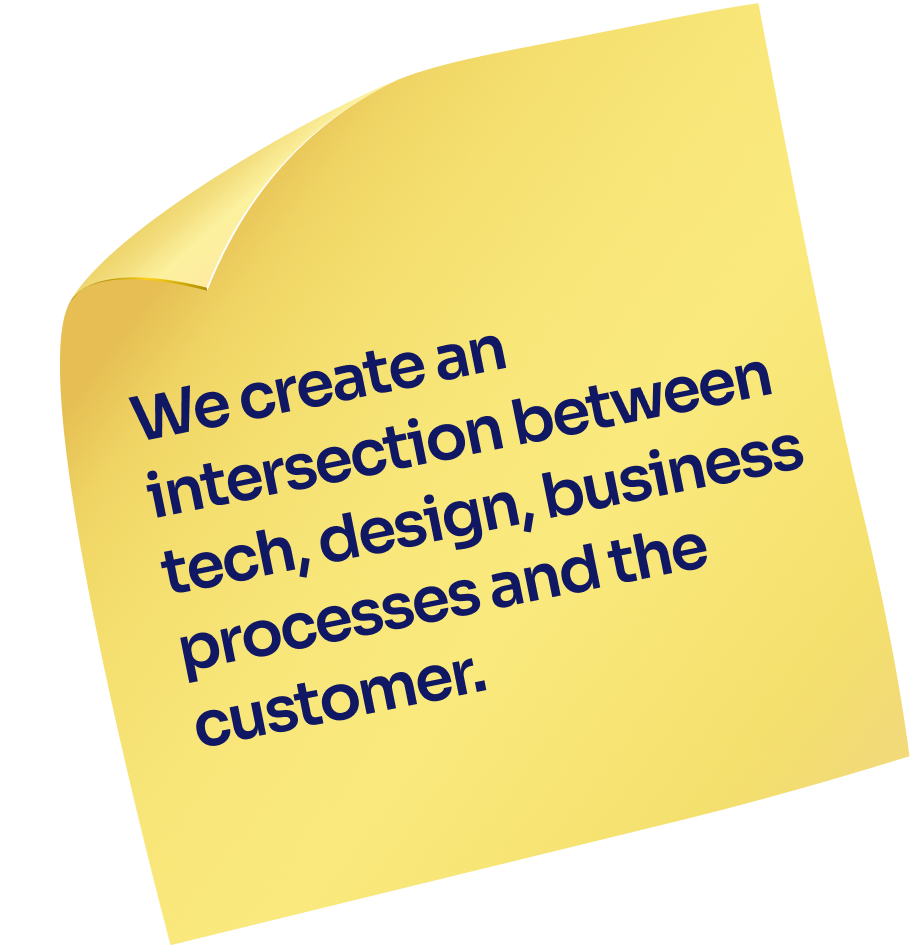 We create an
intersection between
tech, design, business
processes and the
customer.